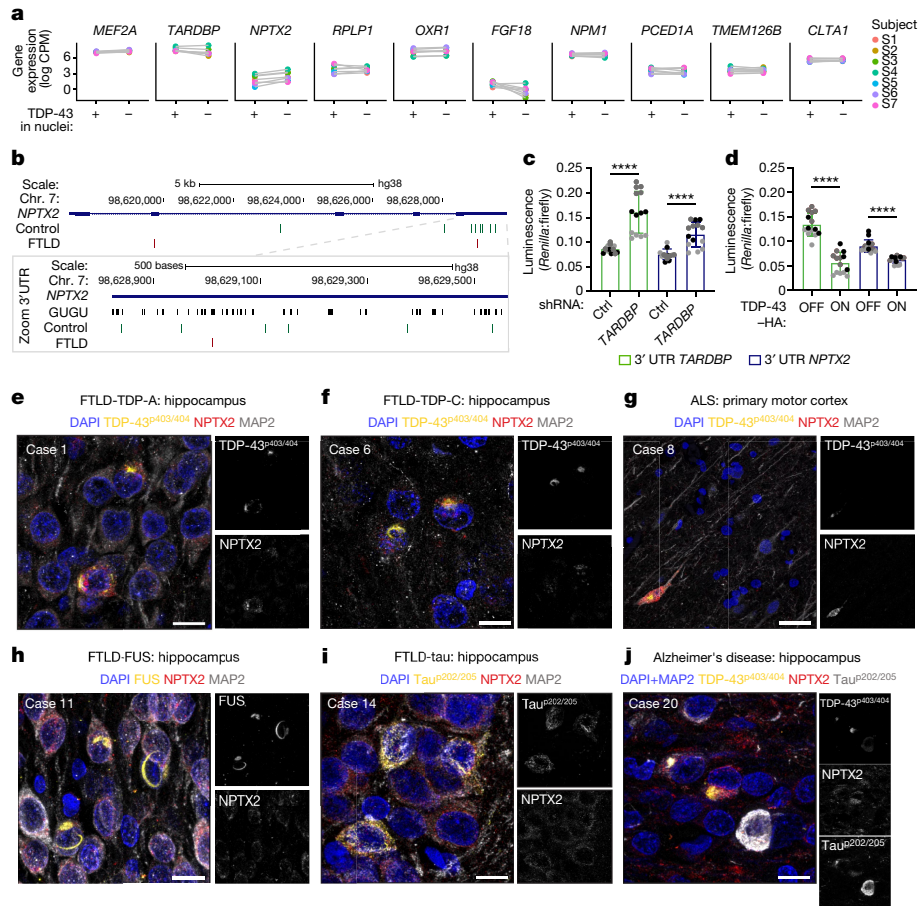 a
MEF2A TARDBP NPTX2 RPLP1 OXR1 FGF18 NPM1 PCED1A TMEM126B CLTA1
Gene expression (log CPM)
6
3
0
TDP-43 in nuclei:
+ − + − + − + − + − + − + − + − + − + −
Subject
S1
S2
S3
S4
S5
S6
S7
b
Scale: 5 kb hg38
Chr. 7: 98,620,000 98,622,000 98,624,000 98,626,000 98,628,000
NPTX2
Control
FTLD
Zoom 3′UTR
Scale: 500 bases hg38
Chr. 7: 98,628,900 98,629,100 98,629,300 98,629,500
NPTX2
GUGU
Control
FTLD
c
Luminescence (Renilla:firefly)
0.25
0.20
0.15
0.10
0.05
0
**** ****
shRNA: Ctrl TARDBP Ctrl TARDBP
d
Luminescence (Renilla:firefly)
0.25
0.20
0.15
0.10
0.05
0
**** ****
TDP-43 –HA: OFF ON OFF ON
3′ UTR TARDBP 3′ UTR NPTX2
e
FTLD-TDP-A: hippocampus
DAPI TDP-43p403/404 NPTX2 MAP2
Case 1
TDP-43p403/404
NPTX2
f
FTLD-TDP-C: hippocampus
DAPI TDP-43p403/404 NPTX2 MAP2
Case 6
TDP-43p403/404
NPTX2
g
ALS: primary motor cortex
DAPI TDP-43p403/404 NPTX2 MAP2
Case 8
TDP-43p403/404
NPTX2
h
FTLD-FUS: hippocampus
DAPI FUS NPTX2 MAP2
Case 11
FUS
NPTX2
i
FTLD-tau: hippocampus
DAPI Taup202/205 NPTX2 MAP2
Case 14
Taup202/205
NPTX2
j
Alzheimer's disease: hippocampus
DAPI+MAP2 TDP-43p403/404 NPTX2 Taup202/205
Case 20
TDP-43p403/404
NPTX2
Taup202/205